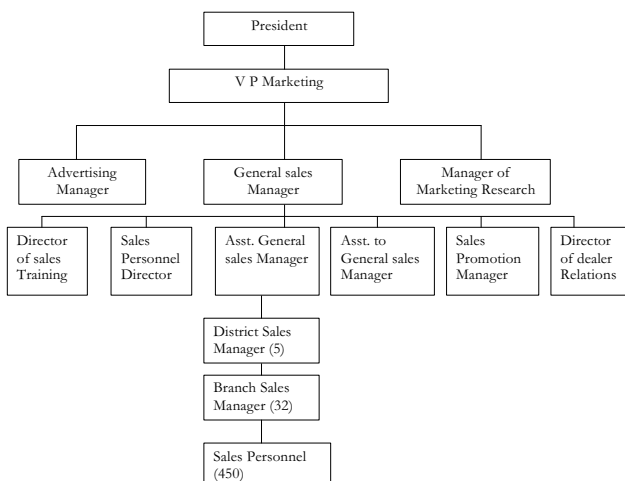 President
V P Marketing
Advertising
Manager
General sales
Manager
Manager of
Marketing Research
Director
of sales
Training
Sales
Personnel
Director
Asst. General
sales Manager
Asst. to
General sales
Manager
Sales
Promotion
Manager
Director
of dealer
Relations
District Sales
Manager (5)
Branch Sales
Manager (32)
Sales Personnel
(450)